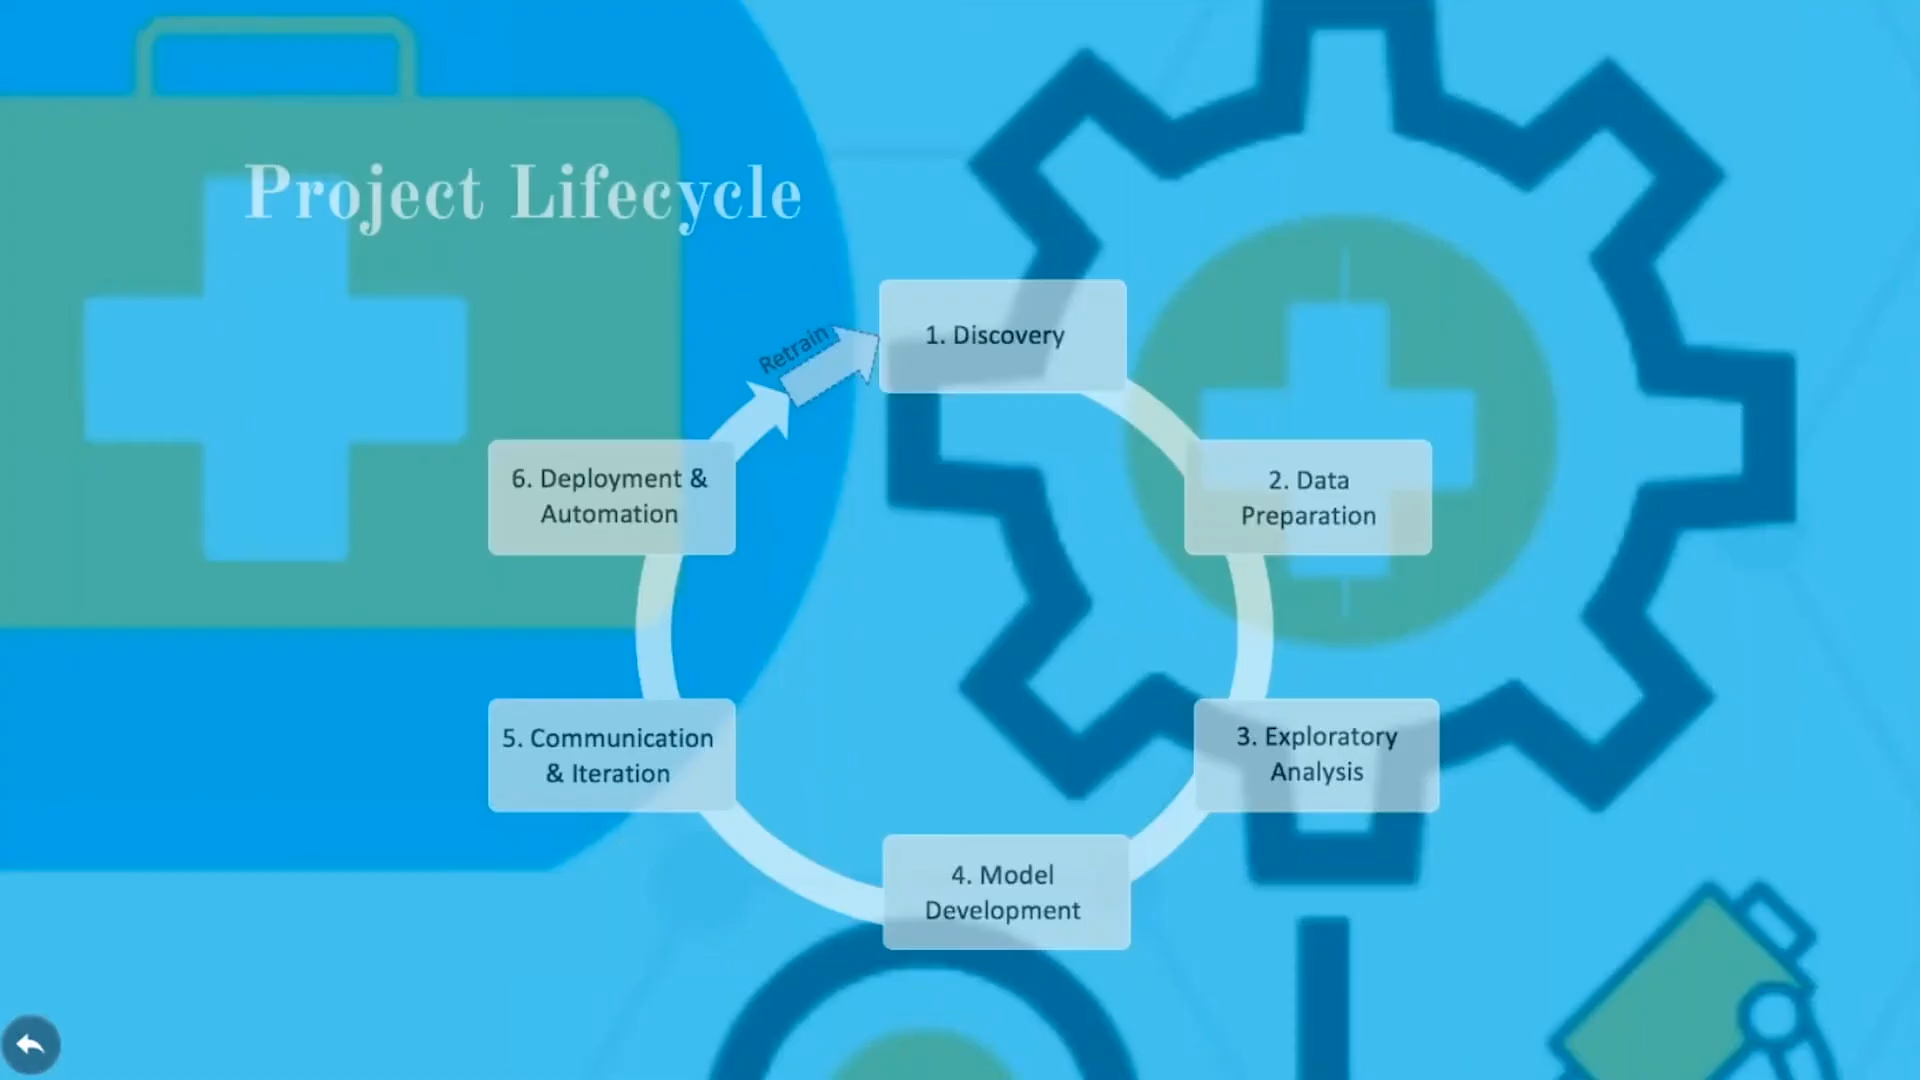 Project Lifecycle
Retrain
1. Discovery
2. Data
Preparation
3. Exploratory
Analysis
4. Model
Development
5. Communication
& Iteration
6. Deployment &
Automation